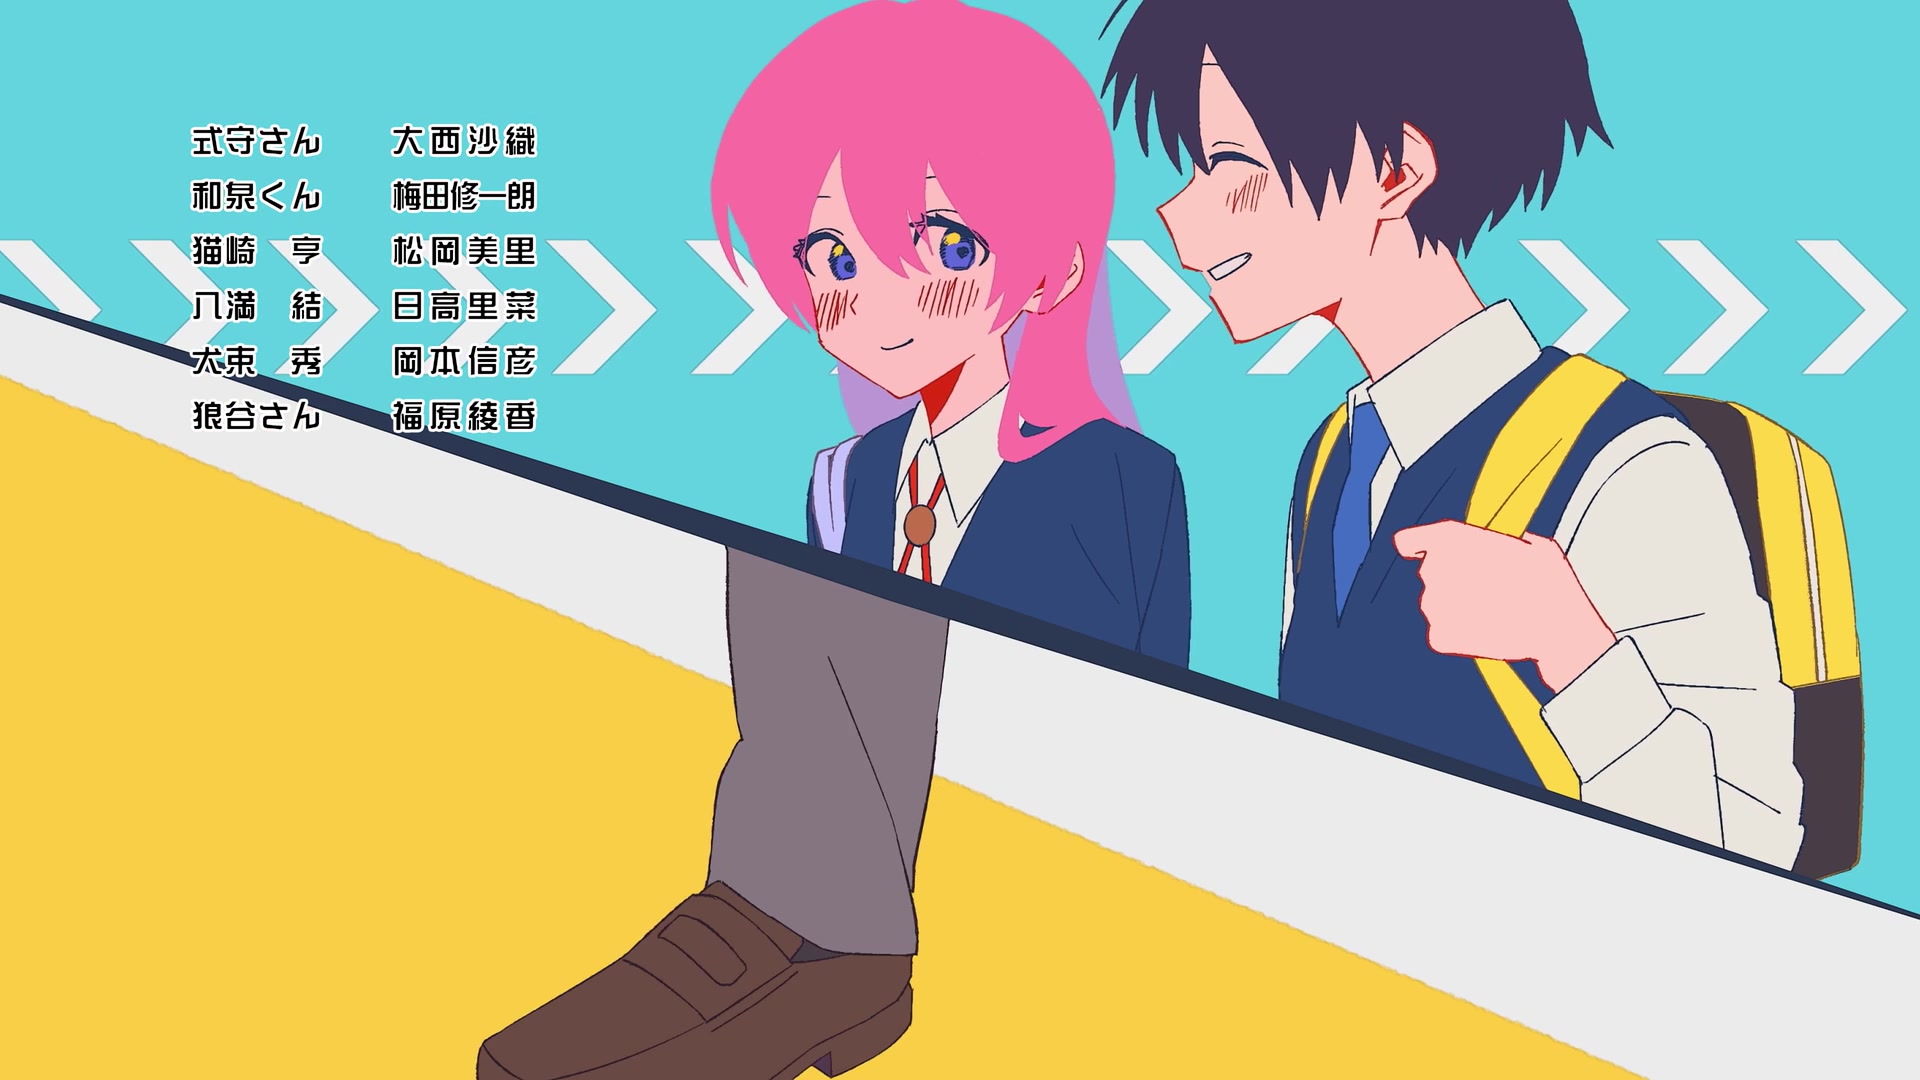 式守さん 大西沙織
和泉くん 梅田修一朗
猫崎 亨 松岡美里
八満 結 日高里菜
犬束 秀 岡本信彦
狼谷さん 福原綾香